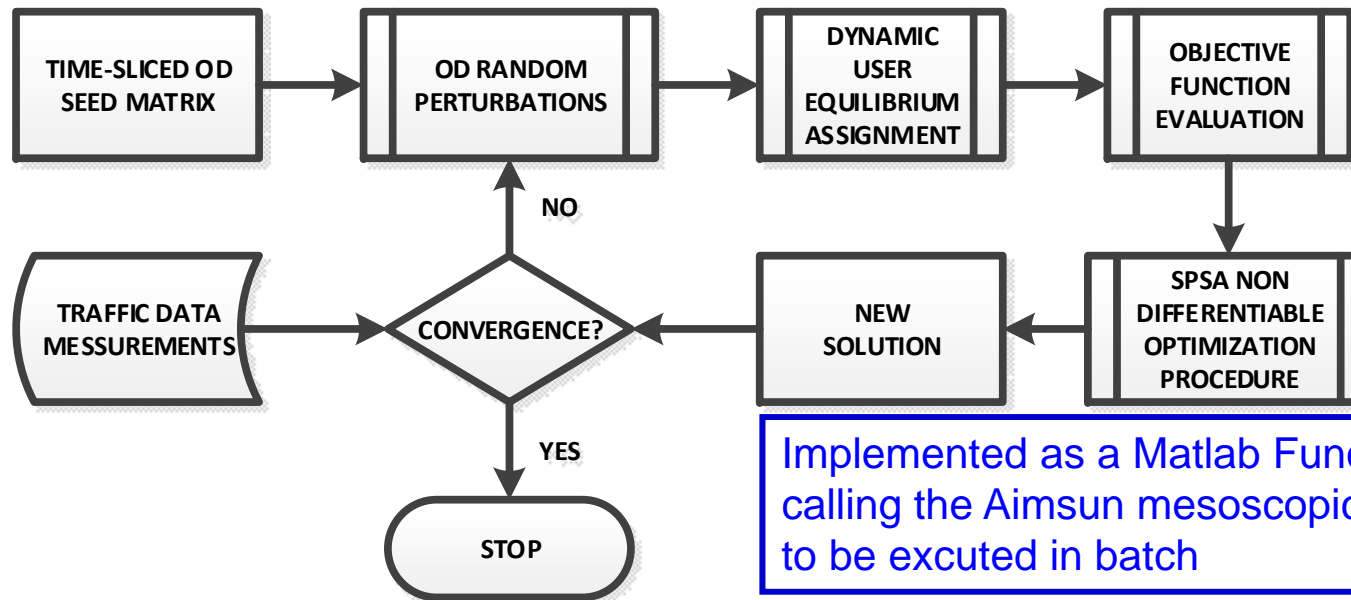 TIME-SLICED OD
SEED MATRIX
OD RANDOM
PERTURBATIONS
DYNAMIC
USER
EQUILIBRIUM
ASSIGNMENT
OBJECTIVE
FUNCTION
EVALUATION
NO
TRAFFIC DATA
MESSUREMENTS
CONVERGENCE?
NEW
SOLUTION
SPSA NON
DIFFERENTIABLE
OPTIMIZATION
PROCEDURE
YES
STOP
Implemented as a Matlab
calling the Aimsun mesoscopic
to be excuted in batch